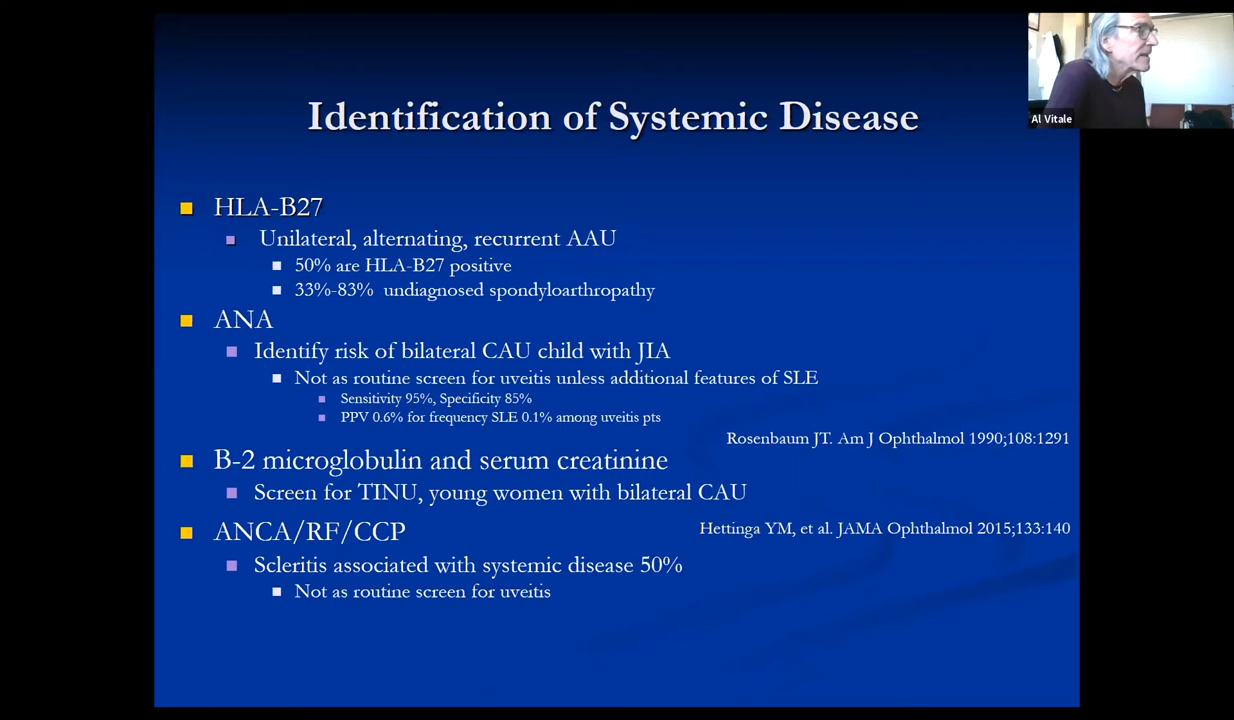 Identification of Systemic Disease
Al Vitale
HLA-B27
Unilateral, alternating, recurrent AAU
50% are HLA-B27 positive
33%-83% undiagnosed spondyloarthropathy
ANA
Identify risk of bilateral CAU child with JIA
Not as routine screen for uveitis unless additional features of SLE
Sensitivity 95%, Specificity 85%
PPV 0.6% for frequency SLE 0.1% among uveitis pts
Rosenbaum JT. Am J Ophthalmol 1990;108:1291
B-2 microglobulin and serum creatinine
Screen for TINU, young women with bilateral CAU
ANCA/RF/CCP
Hettinga YM, et al. JAMA Ophthalmol 2015;133:140
Scleritis associated with systemic disease 50%
Not as routine screen for uveitis